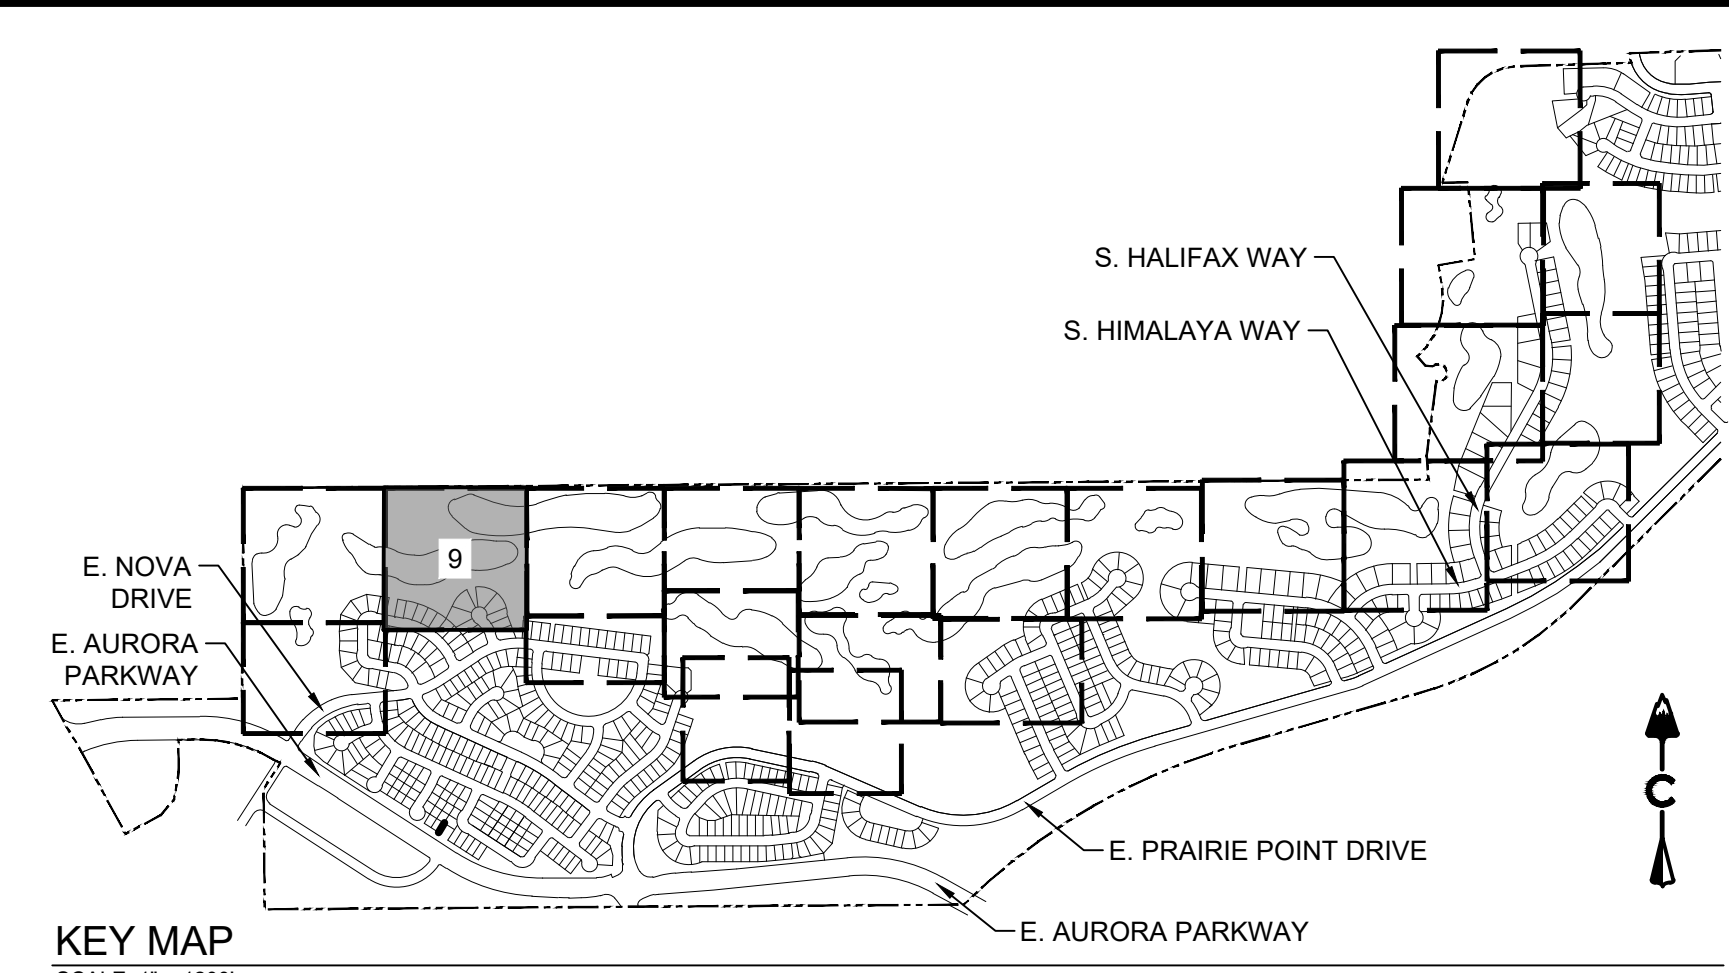 S. HALIFAX WAY
S. HIMALAYA WAY
9
E. NOVA
DRIVE
E. AURORA
PARKWAY
E. PRAIRIE POINT DRIVE
E. AURORA PARKWAY
KEY MAP